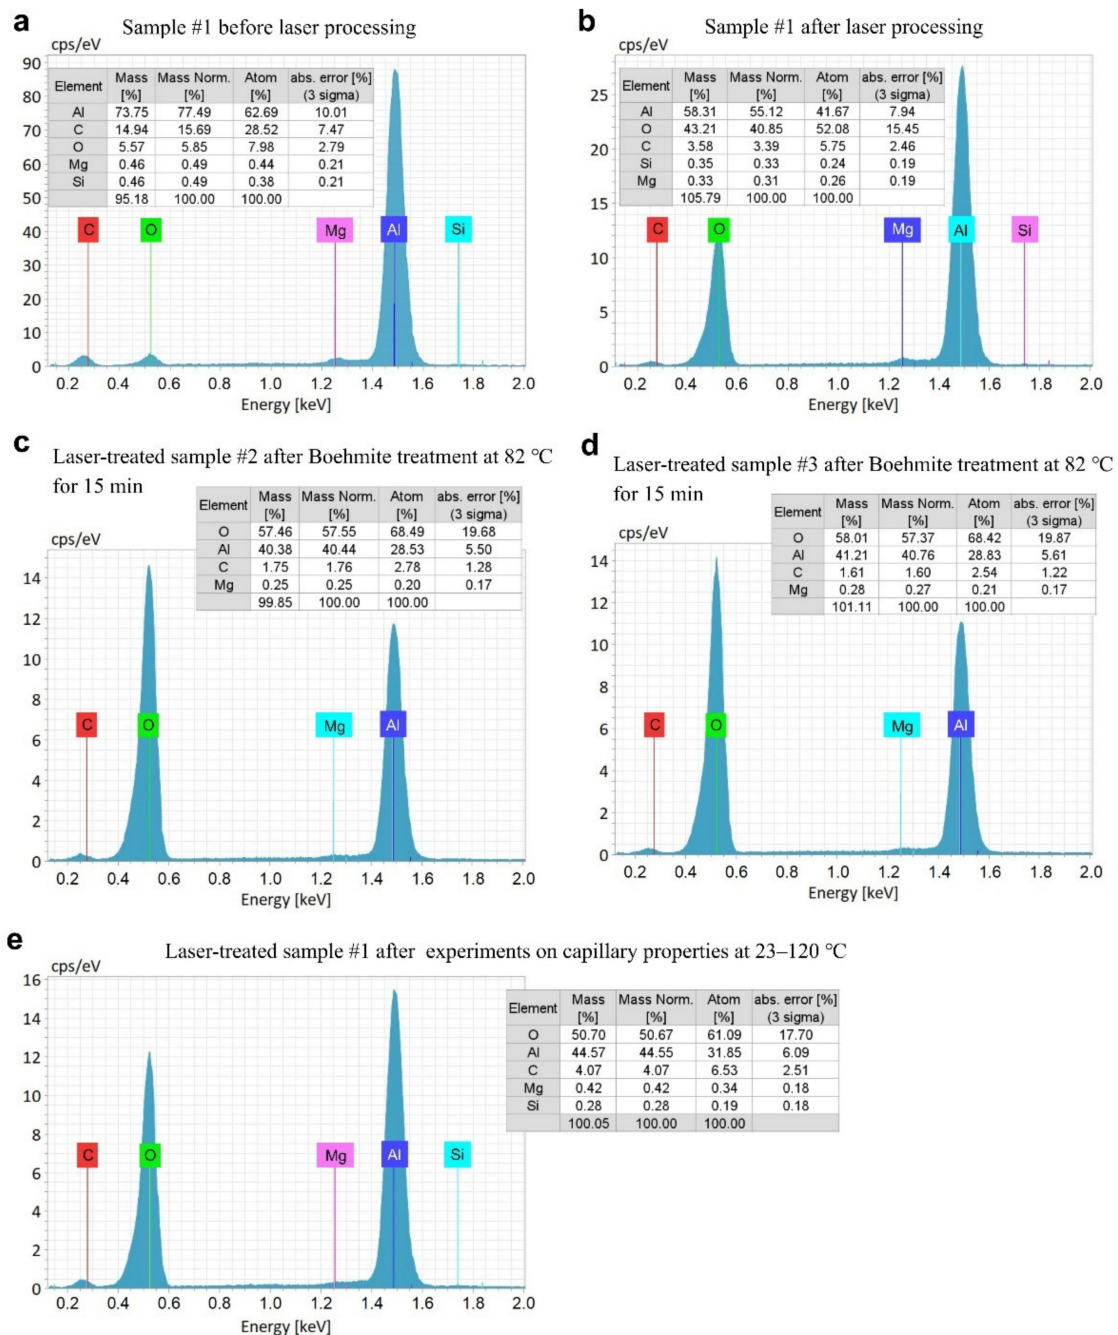 a
Sample #1 before laser processing
cps/eV
90
80
70
60
50
40
30
20
10
0
Element Mass [%] Mass Norm. [%] Atom [%] abs. error [%] (3 sigma)
Al 73.75 77.49 62.69 10.01
C 14.94 15.69 28.52 7.47
O 5.57 5.85 7.98 2.79
Mg 0.46 0.49 0.44 0.21
Si 0.46 0.49 0.38 0.21
95.18 100.00 100.00
C O Mg Al Si
0.2 0.4 0.6 0.8 1.0 1.2 1.4 1.6 1.8 2.0
Energy [keV]
b
Sample #1 after laser processing
cps/eV
25
20
15
10
5
0
Element Mass [%] Mass Norm. [%] Atom [%] abs. error [%] (3 sigma)
Al 58.31 55.12 41.67 7.94
O 43.21 40.85 52.08 15.45
C 3.58 3.39 5.75 2.46
Si 0.35 0.33 0.24 0.19
Mg 0.33 0.31 0.26 0.19
105.79 100.00 100.00
C O Mg Al Si
0.2 0.4 0.6 0.8 1.0 1.2 1.4 1.6 1.8 2.0
Energy [keV]
c
Laser-treated sample #2 after Boehmite treatment at 82 °C
for 15 min
cps/eV
14
12
10
8
6
4
2
0
Element Mass [%] Mass Norm. [%] Atom [%] abs. error [%] (3 sigma)
O 57.46 57.55 68.49 19.68
Al 40.38 40.44 28.53 5.50
C 1.75 1.76 2.78 1.28
Mg 0.25 0.25 0.20 0.17
99.85 100.00 100.00
C O Mg Al
0.2 0.4 0.6 0.8 1.0 1.2 1.4 1.6 1.8 2.0
Energy [keV]
d
Laser-treated sample #3 after Boehmite treatment at 82 °C
for 15 min
cps/eV
14
12
10
8
6
4
2
0
Element Mass [%] Mass Norm. [%] Atom [%] abs. error [%] (3 sigma)
O 58.01 57.37 68.42 19.87
Al 41.21 40.76 28.83 5.61
C 1.61 1.60 2.54 1.22
Mg 0.28 0.27 0.21 0.17
101.11 100.00 100.00
C O Mg Al
0.2 0.4 0.6 0.8 1.0 1.2 1.4 1.6 1.8 2.0
Energy [keV]
e
Laser-treated sample #1 after experiments on capillary properties at 23–120 °C
cps/eV
16
14
12
10
8
6
4
2
0
Element Mass [%] Mass Norm. [%] Atom [%] abs. error [%] (3 sigma)
O 50.70 50.67 61.09 17.70
Al 44.57 44.55 31.85 6.09
C 4.07 4.07 6.53 2.51
Mg 0.42 0.42 0.34 0.18
Si 0.28 0.28 0.19 0.18
100.05 100.00 100.00
C O Mg Al Si
0.2 0.4 0.6 0.8 1.0 1.2 1.4 1.6 1.8 2.0
Energy [keV]